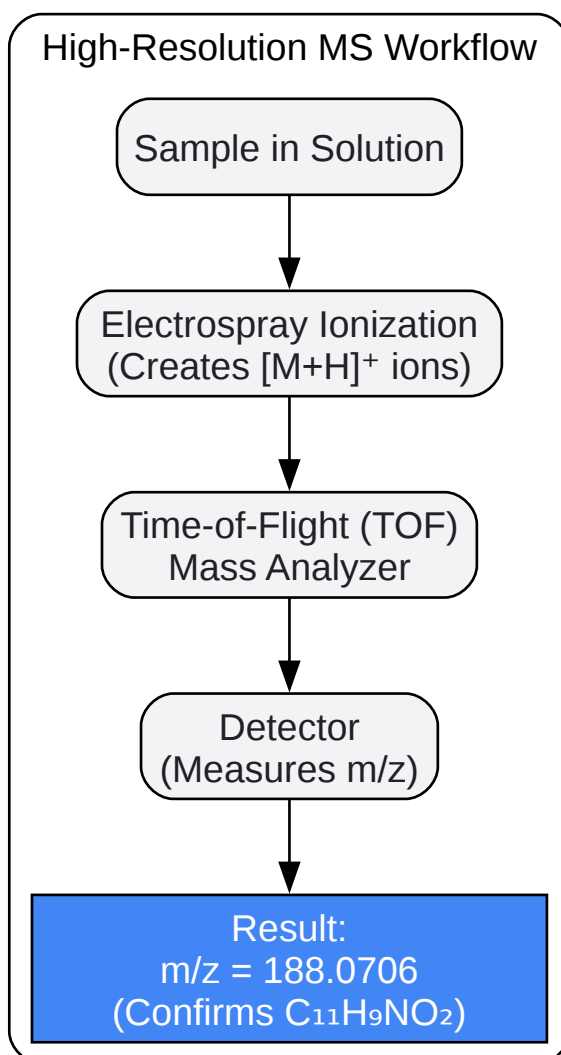 High-Resolution MS Workflow
Sample in Solution
Electrospray Ionization
(Creates [M+H]⁺ ions)
Time-of-Flight (TOF)
Mass Analyzer
Detector
(Measures m/z)
Result:
m/z = 188.0706
(Confirms C₁₁H₉NO₂)